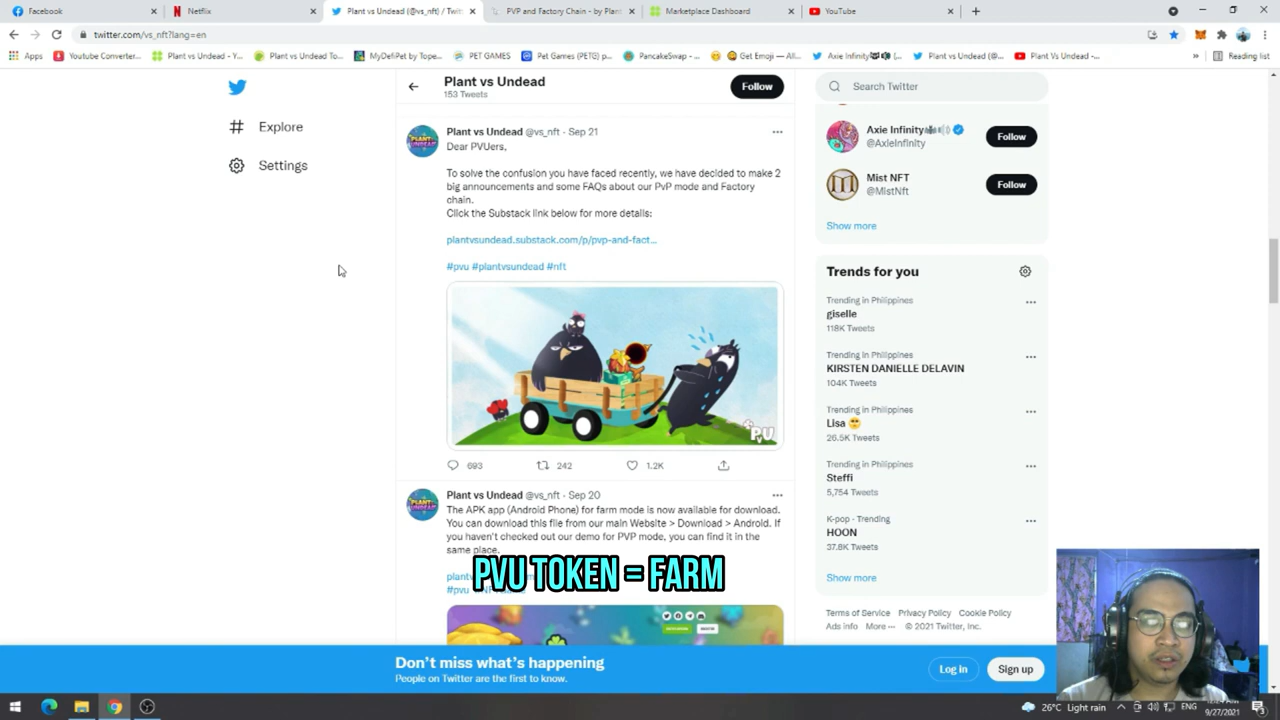 Facebook
Netflix
Plant vs Undead (@vs_nft) / Twitt
PVP and Factory Chain - by Plant
Marketplace Dashboard
YouTube
twitter.com/vs_nft?lang=en
Apps
Youtube Converter...
Plant vs Undead - Y...
Plant vs Undead To...
MyDefiPet by Tope...
PET GAMES
Pet Games (PETG) p...
PancakeSwap - ...
Get Emoji — All...
Axie Infinity
Plant vs Undead (@...
Plant Vs Undead -...
»
Reading list
Plant vs Undead
153 Tweets
Follow
Search Twitter
Explore
Settings
Plant vs Undead @vs_nft · Sep 21
Dear PVUers,
To solve the confusion you have faced recently, we have decided to make 2
big announcements and some FAQs about our PvP mode and Factory
chain.
Click the Substack link below for more details:
plantvsundead.substack.com/p/pvp-and-fact...
#pvu #plantvsundead #nft
PVU
693
242
1.2K
Plant vs Undead @vs_nft · Sep 20
The APK app (Android Phone) for farm mode is now available for download.
You can download this file from our main Website > Download > Android. If
you haven't checked out our demo for PVP mode, you can find it in the
same place.
PVU TOKEN = FARM
#pvu
Axie Infinity
@AxieInfinity
Follow
Mist NFT
@MistNft
Follow
Show more
Trends for you
Trending in Philippines
giselle
118K Tweets
Trending in Philippines
KIRSTEN DANIELLE DELAVIN
104K Tweets
Trending in Philippines
Lisa 😏
26.5K Tweets
Trending in Philippines
Steffi
5,754 Tweets
K-pop · Trending
HOON
37.8K Tweets
Show more
Terms of Service Privacy Policy Cookie Policy
Ads info More ··· © 2021 Twitter, Inc.
Don't miss what's happening
People on Twitter are the first to know.
Log in
Sign up
26°C Light rain
ENG
9/27/2021